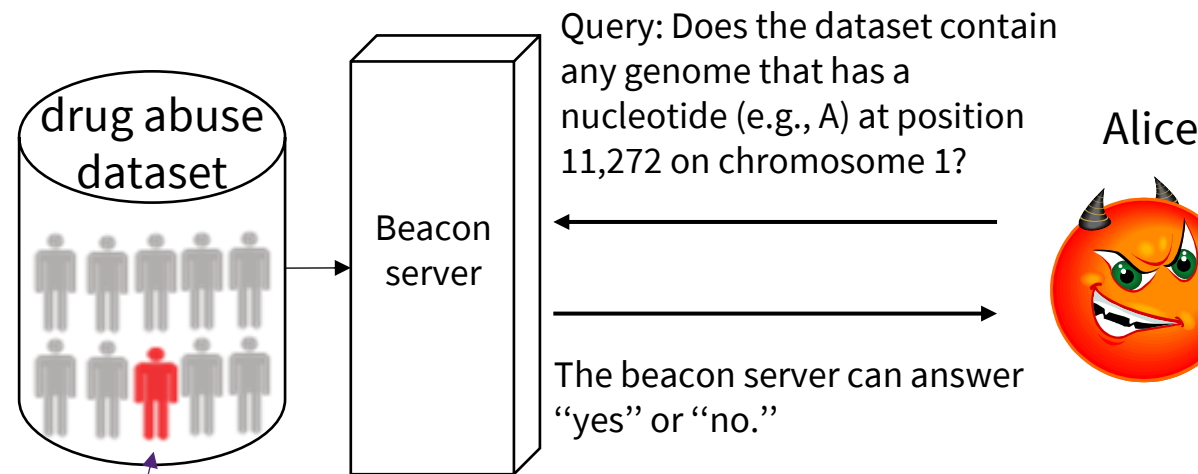 drug abuse
dataset
Beacon
server
Query: Does the dataset contain
any genome that has a
nucleotide (e.g., A) at position
11,272 on chromosome 1?
Alice
The beacon server can answer
‘‘yes’’ or ‘‘no.’’